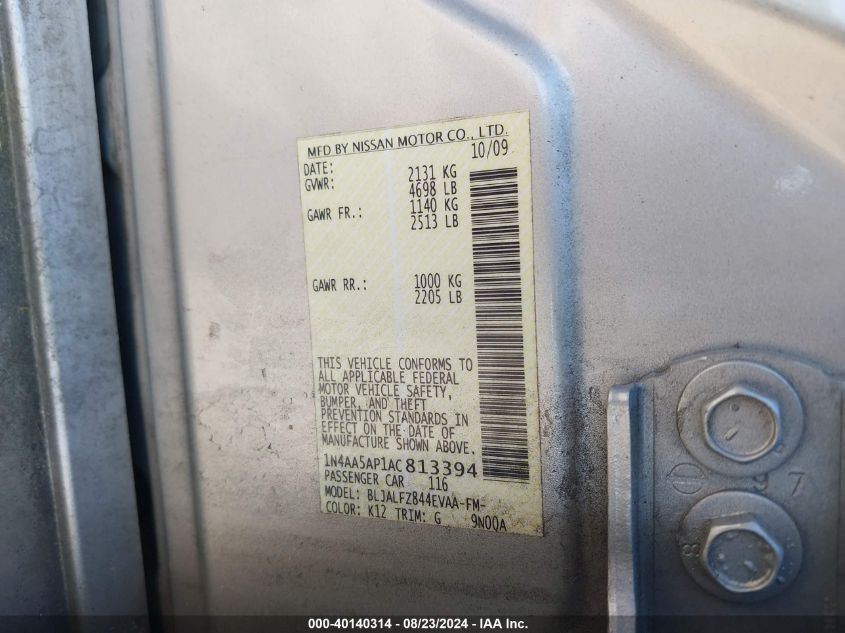 MFD BY NISSAN MOTOR CO., LTD.
DATE: 10/09
GVWR: 2131 KG
4698 LB
GAWR FR.: 1140 KG
2513 LB
GAWR RR.: 1000 KG
2205 LB
THIS VEHICLE CONFORMS TO
ALL APPLICABLE FEDERAL
MOTOR VEHICLE SAFETY,
BUMPER, AND THEFT
PREVENTION STANDARDS IN
EFFECT ON THE DATE OF
MANUFACTURE SHOWN ABOVE.
1N4AA5AP1AC813394
PASSENGER CAR 116
MODEL: BLJALFZ844EVAA-FM-
COLOR: K12 TRIM: G 9N00A
7
8
000-40140314 / 08/23/2024 / IAA, Inc.